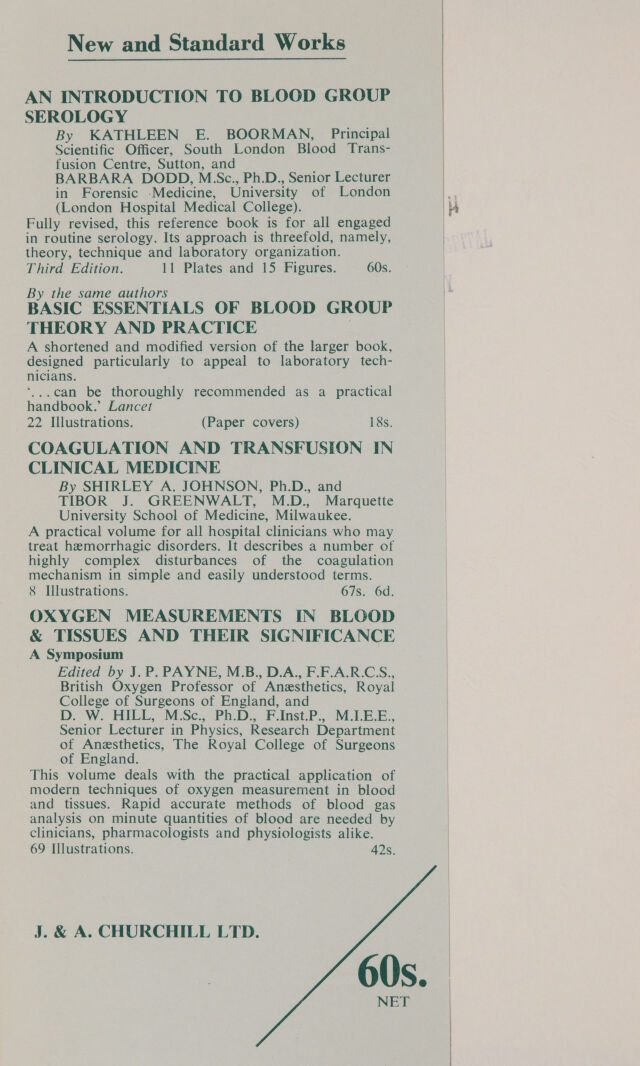 New and Standard Works
AN INTRODUCTION TO BLOOD GROUP
SEROLOGY
By KATHLEEN E. BOORMAN, Principal
Scientific Officer, South London Blood Trans-
fusion Centre, Sutton, and
BARBARA DODD, M.Sc., Ph.D., Senior Lecturer
in Forensic Medicine, University of London
(London Hospital Medical College).
Fully revised, this reference book is for all engaged
in routine serology. Its approach is threefold, namely,
theory, technique and laboratory organization.
Third Edition. 11 Plates and 15 Figures. 60s.
By the same authors
BASIC ESSENTIALS OF BLOOD GROUP
THEORY AND PRACTICE
A shortened and modified version of the larger book,
designed particularly to appeal to laboratory tech-
nicians.
‘... can be thoroughly recommended as a practical
handbook.’ Lancet
22 Illustrations. (Paper covers) 18s.
COAGULATION AND TRANSFUSION IN
CLINICAL MEDICINE
By SHIRLEY A. JOHNSON, Ph.D., and
TIBOR J. GREENWALT, M.D., Marquette
University School of Medicine, Milwaukee.
A practical volume for all hospital clinicians who may
treat hæmorrhagic disorders. It describes a number of
highly complex disturbances of the coagulation
mechanism in simple and easily understood terms.
8 Illustrations. 67s. 6d.
OXYGEN MEASUREMENTS IN BLOOD
& TISSUES AND THEIR SIGNIFICANCE
A Symposium
Edited by J. P. PAYNE, M.B., D.A., F.F.A.R.C.S.,
British Oxygen Professor of Anæsthetics, Royal
College of Surgeons of England, and
D. W. HILL, M.Sc., Ph.D., F.Inst.P., M.I.E.E.,
Senior Lecturer in Physics, Research Department
of Anæsthetics, The Royal College of Surgeons
of England.
This volume deals with the practical application of
modern techniques of oxygen measurement in blood
and tissues. Rapid accurate methods of blood gas
analysis on minute quantities of blood are needed by
clinicians, pharmacologists and physiologists alike.
69 Illustrations. 42s.
J. & A. CHURCHILL LTD.
60s.
NET